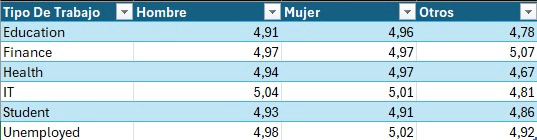 Tipo De Trabajo Hombre Mujer Otros
Education 4,91 4,96 4,78
Finance 4,97 4,97 5,07
Health 4,94 4,97 4,67
IT 5,04 5,01 4,81
Student 4,93 4,91 4,86
Unemployed 4,98 5,02 4,92